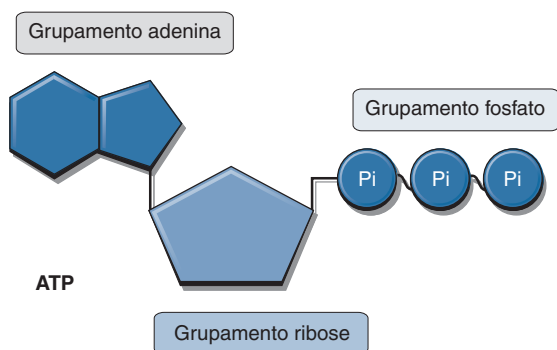 Grupamento adenina
Grupamento fosfato
Pi Pi Pi
ATP
Grupamento ribose